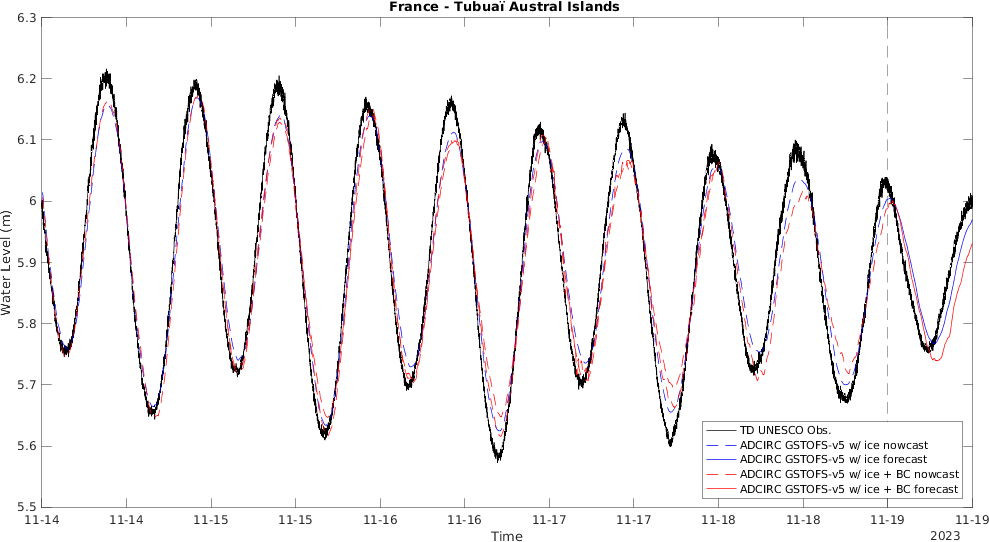 France - Tubuaï Austral Islands
6.3
6.2
6.1
6
5.9
5.8
5.7
5.6
5.5
Water Level (m)
TD UNESCO Obs.
ADCIRC GSTOFS-v5 w/ ice nowcast
ADCIRC GSTOFS-v5 w/ ice forecast
ADCIRC GSTOFS-v5 w/ ice + BC nowcast
ADCIRC GSTOFS-v5 w/ ice + BC forecast
11-14 11-14 11-15 11-15 11-16 11-16 11-17 11-17 11-18 11-18 11-19 11-19
Time
2023